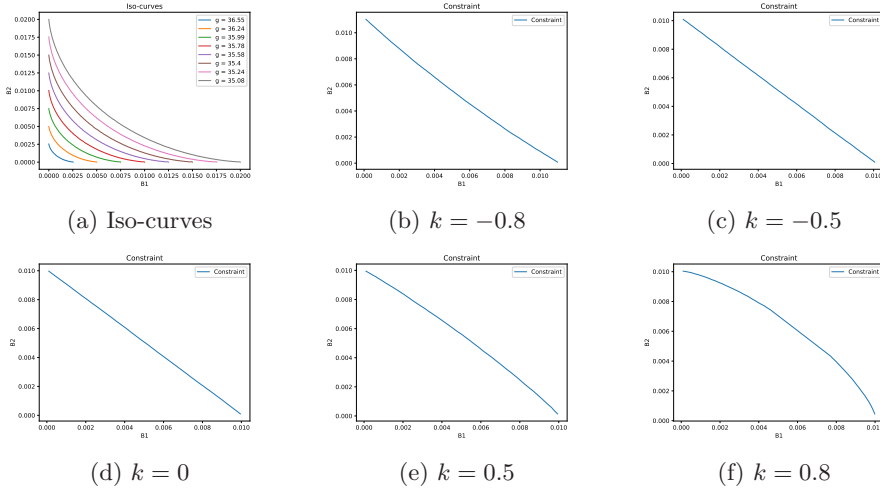 Iso-curves
g = 36.55
g = 36.24
g = 35.99
g = 35.78
g = 35.58
g = 35.4
g = 35.24
g = 35.08
B2
0.0200
0.0175
0.0150
0.0125
0.0100
0.0075
0.0050
0.0025
0.0000
0.0000 0.0025 0.0050 0.0075 0.0100 0.0125 0.0150 0.0175 0.0200
B1
(a) Iso-curves
Constraint
Constraint
B2
0.010
0.008
0.006
0.004
0.002
0.000
0.000 0.002 0.004 0.006 0.008 0.010
B1
(b) k = −0.8
Constraint
Constraint
B2
0.010
0.008
0.006
0.004
0.002
0.000
0.000 0.002 0.004 0.006 0.008 0.010
B1
(c) k = −0.5
Constraint
Constraint
B2
0.010
0.008
0.006
0.004
0.002
0.000
0.000 0.002 0.004 0.006 0.008 0.010
B1
(d) k = 0
Constraint
Constraint
B2
0.010
0.008
0.006
0.004
0.002
0.000
0.000 0.002 0.004 0.006 0.008 0.010
B1
(e) k = 0.5
Constraint
Constraint
B2
0.010
0.008
0.006
0.004
0.002
0.000
0.000 0.002 0.004 0.006 0.008 0.010
B1
(f) k = 0.8